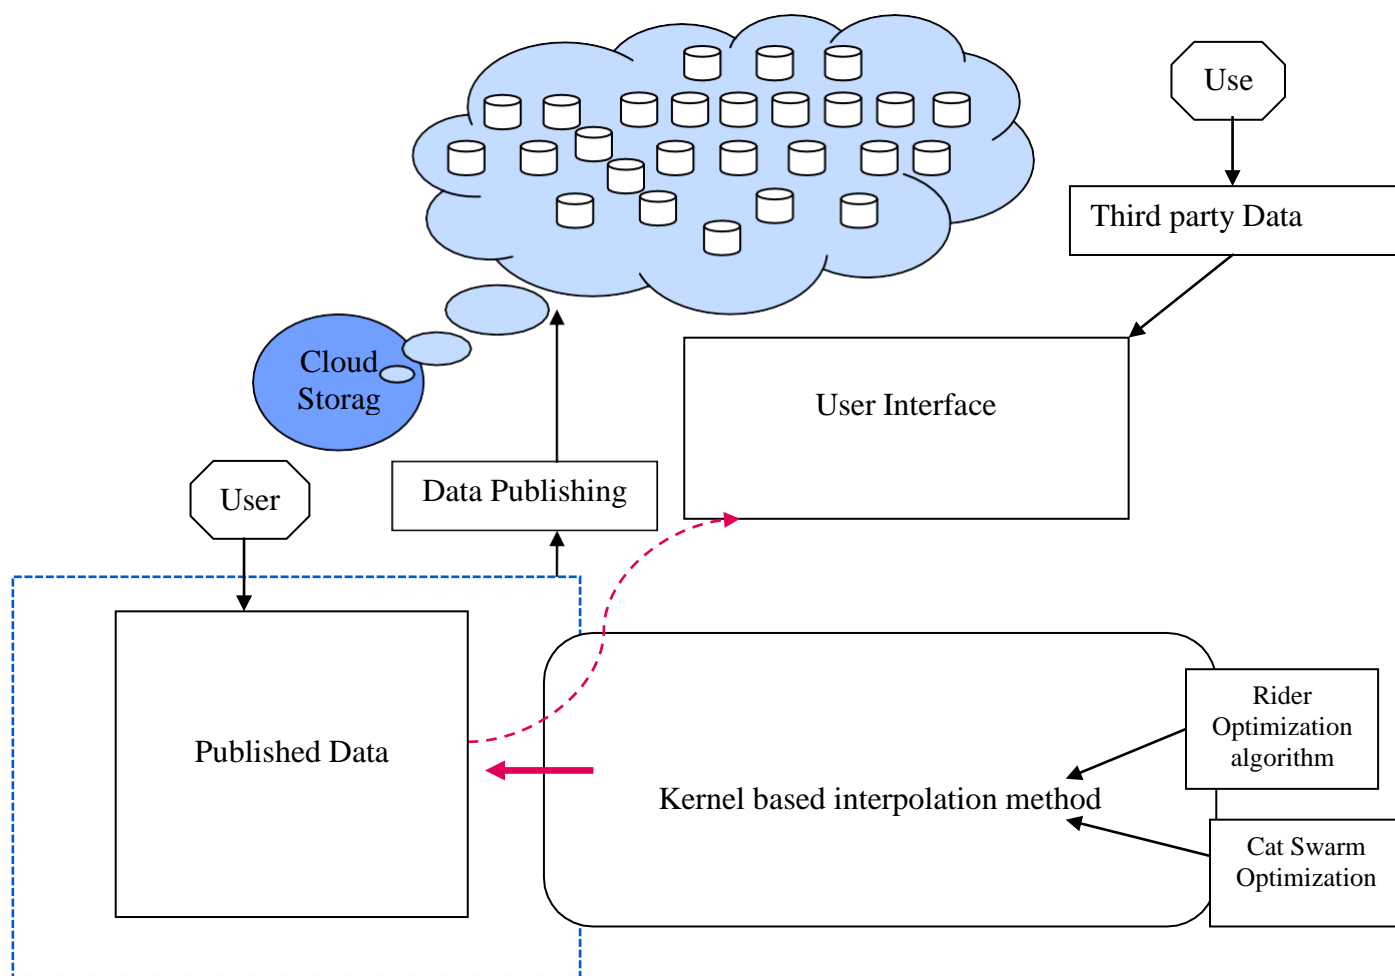 Use
Third party Data
Cloud
Storag
User Interface
User
Data Publishing
Published Data
Kernel based interpolation method
Rider
Optimization
algorithm
Cat Swarm
Optimization